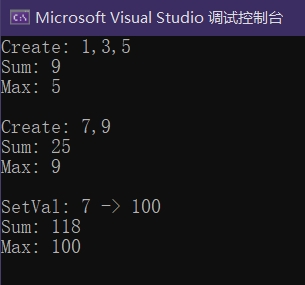 Microsoft Visual Studio 调试控制台
Create: 1,3,5
Sum: 9
Max: 5
Create: 7,9
Sum: 25
Max: 9
SetVal: 7 -> 100
Sum: 118
Max: 100